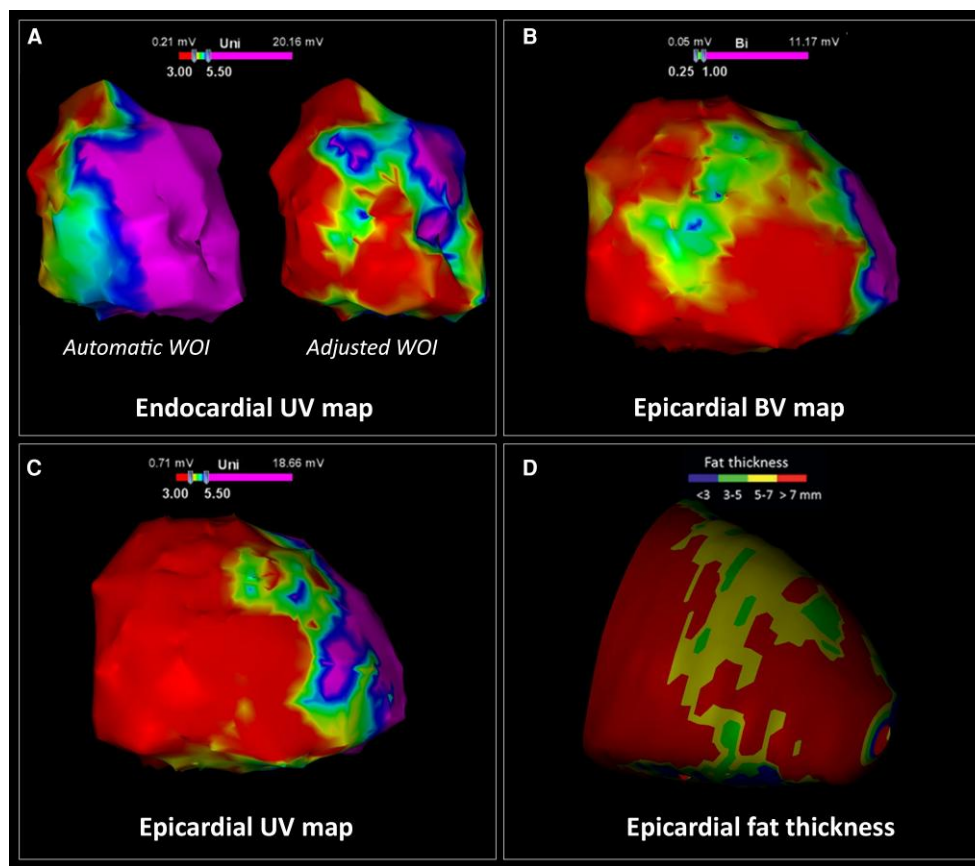 A
0.21 mV Uni 20.16 mV
3.00 5.50
Automatic WOI Adjusted WOI
Endocardial UV map
B
0.05 mV Bi 11.17 mV
0.25 1.00
Epicardial BV map
C
0.71 mV Uni 18.66 mV
3.00 5.50
Epicardial UV map
D
Fat thickness
<3 3-5 5-7 > 7 mm
Epicardial fat thickness